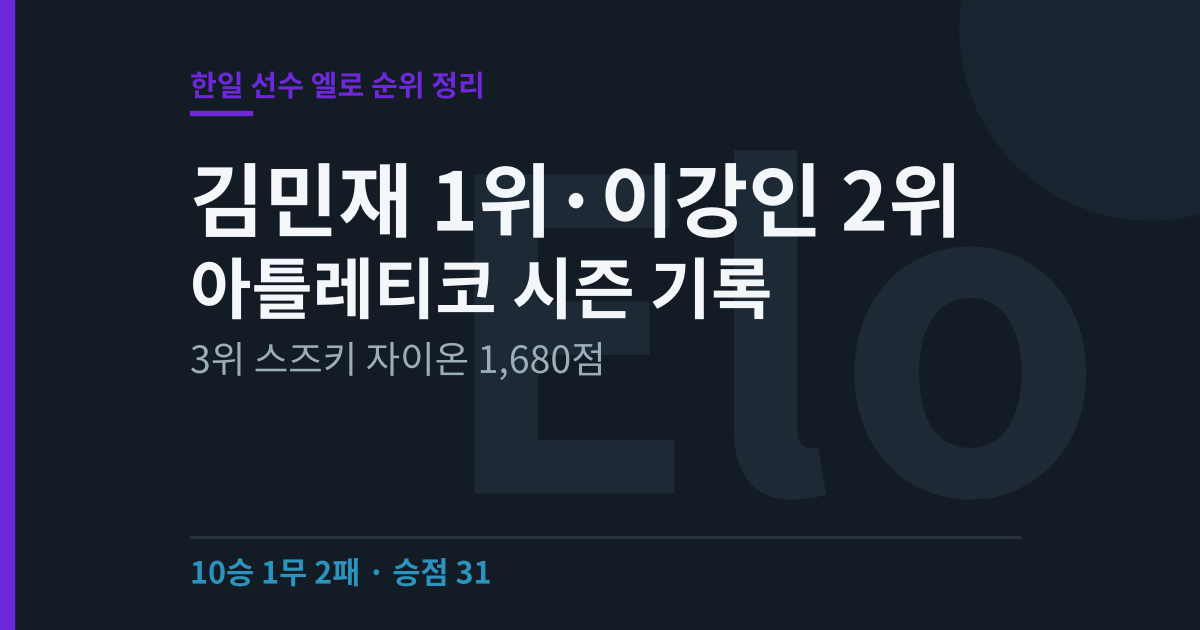 한일 선수 엘로 순위 정리
김민재 1위·이강인 2위
아틀레티코 시즌 기록
3위 스즈키 자이온 1,680점
Elo
10승 1무 2패 · 승점 31